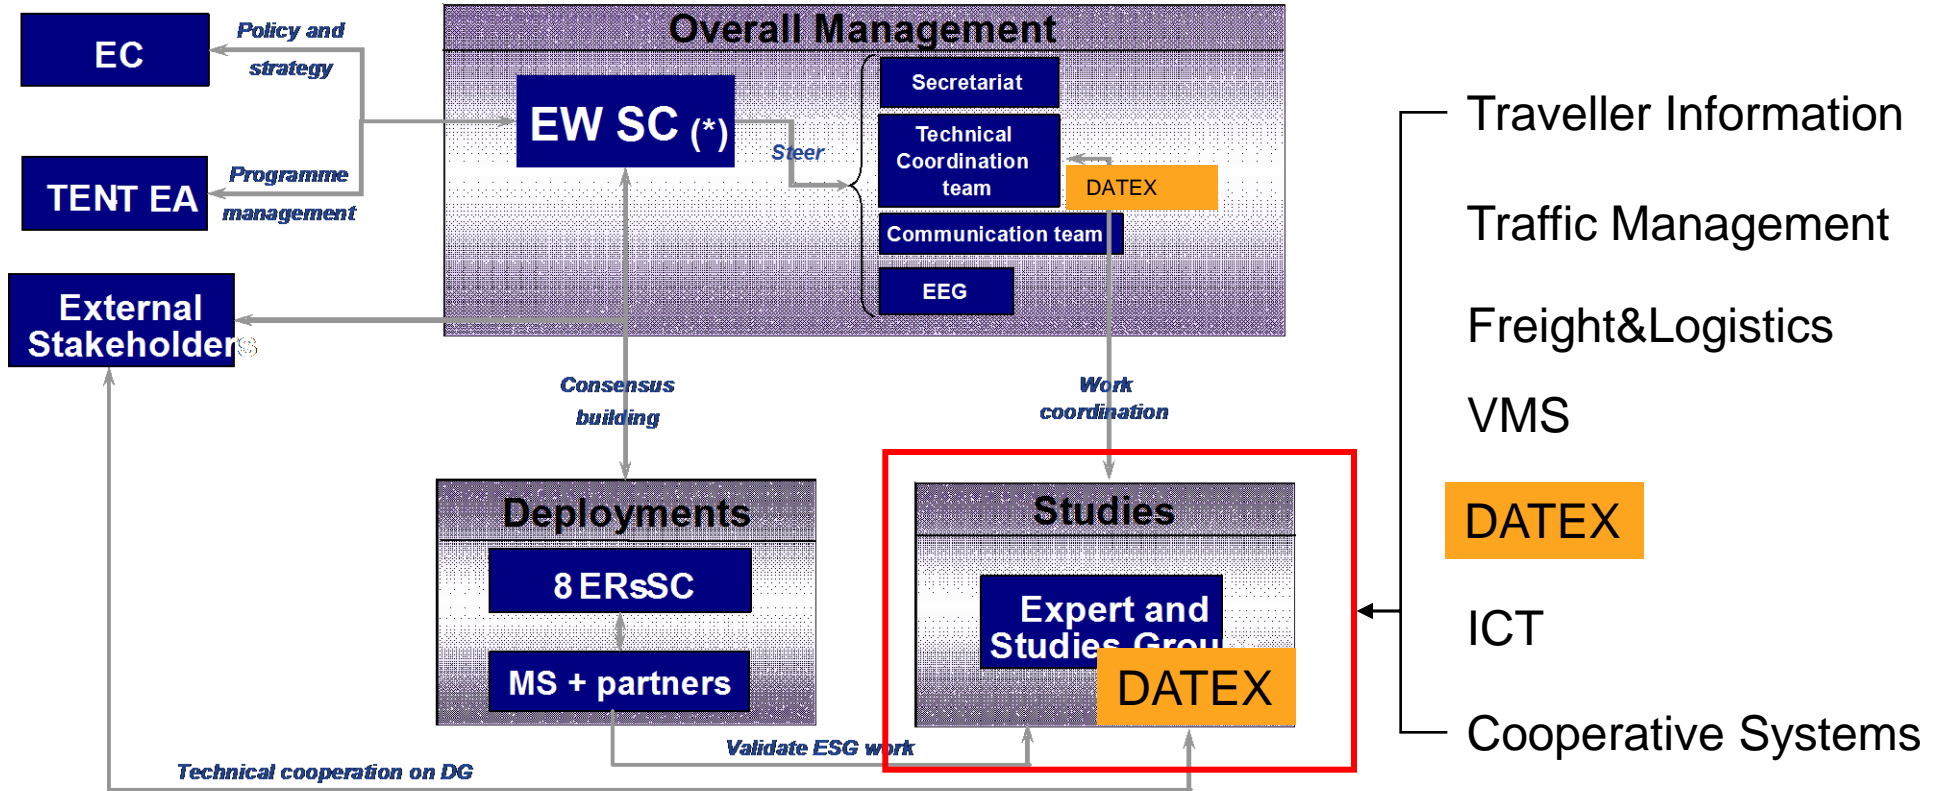 Policy and
strategy
EC
Programme
management
TENT EA
External
Stakeholders
Overall Management
EW SC (*)
Steer
Secretariat
Technical
Coordination
team
DATEX
Communication team
EEG
Consensus
building
Work
coordination
Deployments
8 ERsSC
MS + partners
Studies
Expert and
Studies Grou
DATEX
Validate ESG work
Technical cooperation on DG
Traveller Information
Traffic Management
Freight&Logistics
VMS
DATEX
ICT
Cooperative Systems